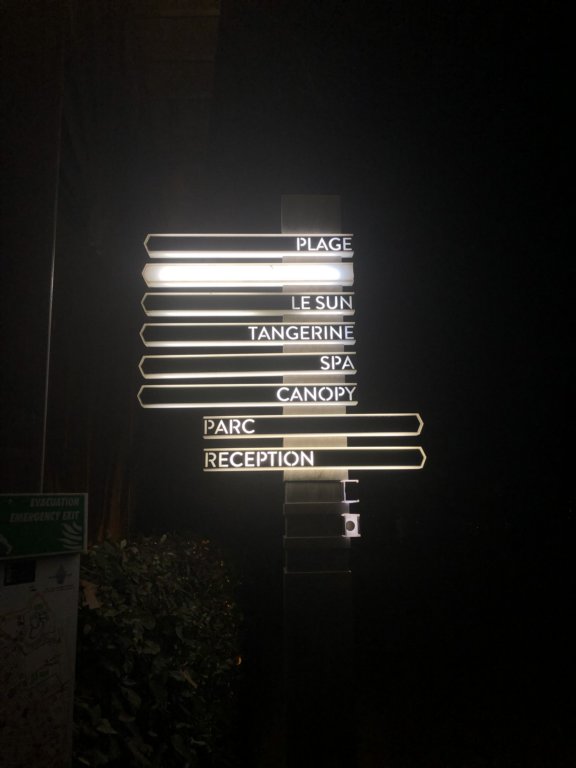 PLAGE
LE SUN
TANGERINE
SPA
CANOPY
PARC
RECEPTION
EVACUATION
EMERGENCY EXIT